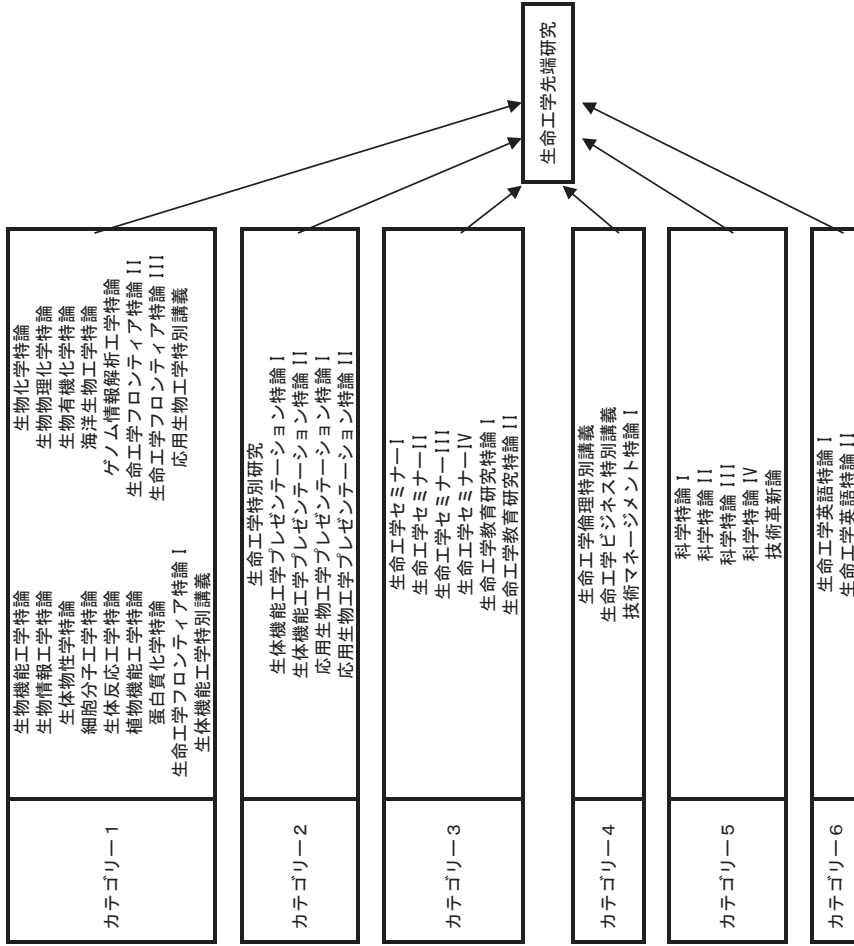 カテゴリー1
生物機能工学特論
生物情報工学特論
生体物性学特論
細胞分子工学特論
生体反応工学特論
植物機能工学特論
蛋白質化学特論
生命工学フロンティア特論 I
生体機能工学特別講義
生物化学特論
生物物理化学特論
生物有機化学特論
海洋生物工学特論
ゲノム情報解析工学特論
生命工学フロンティア特論 II
生命工学フロンティア特論 III
応用生物工学特別講義
カテゴリー2
生命工学特別研究
生体機能工学プレゼンテーション特論 I
生体機能工学プレゼンテーション特論 II
応用生物工学プレゼンテーション特論 I
応用生物工学プレゼンテーション特論 II
カテゴリー3
生命工学セミナーI
生命工学セミナーII
生命工学セミナーIII
生命工学セミナーIV
生命工学教育研究特論 I
生命工学教育研究特論 II
カテゴリー4
生命工学倫理特別講義
生命工学ビジネス特別講義
技術マネージメント特論 I
カテゴリー5
科学特論 I
科学特論 II
科学特論 III
科学特論 IV
技術革新論
カテゴリー6
生命工学英語特論 I
生命工学英語特論 II
生命工学先端研究